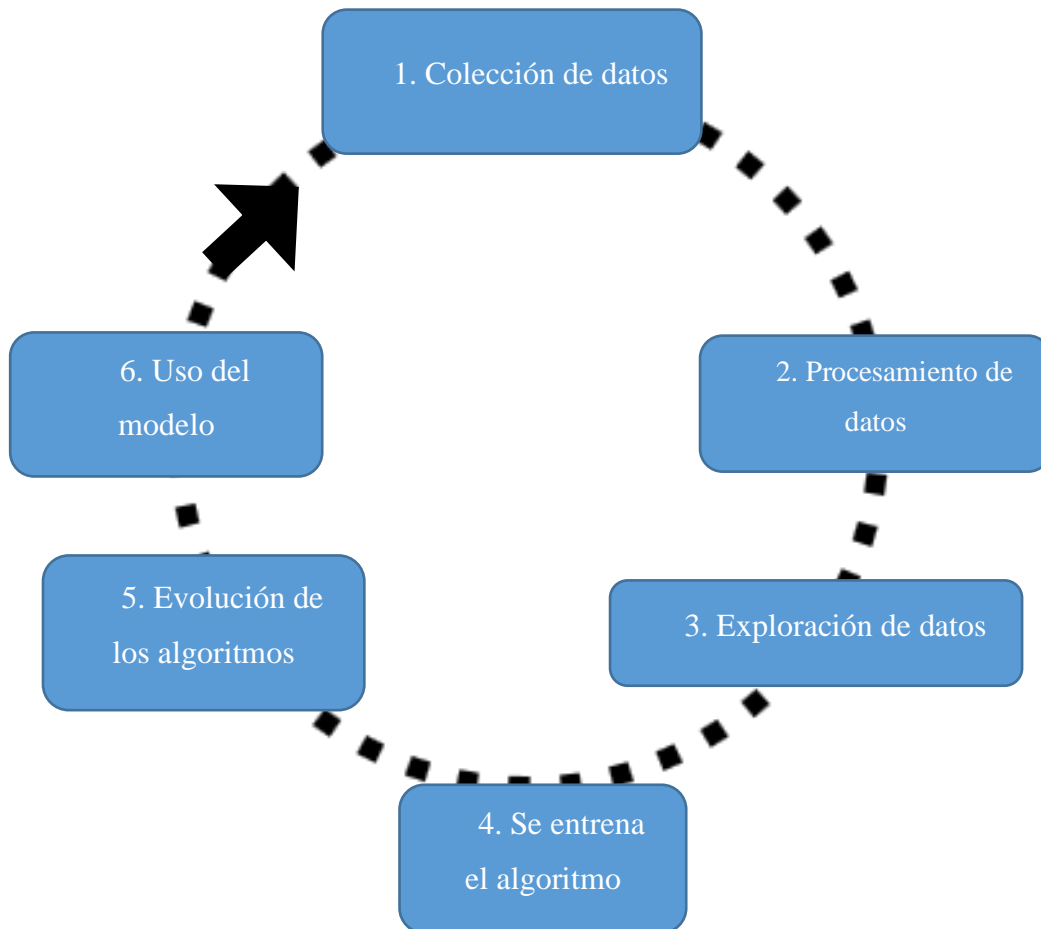 1. Colección de datos
2. Procesamiento de
datos
3. Exploración de datos
4. Se entrena
el algoritmo
5. Evolución de
los algoritmos
6. Uso del
modelo